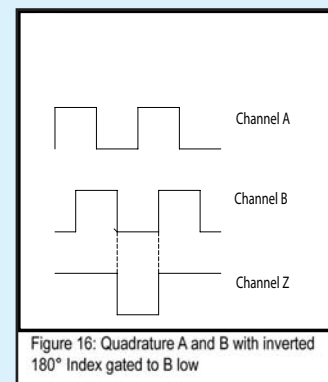 Channel A
Channel B
Channel Z
Figure 16: Quadrature A and B with inverted
180° Index gated to B low